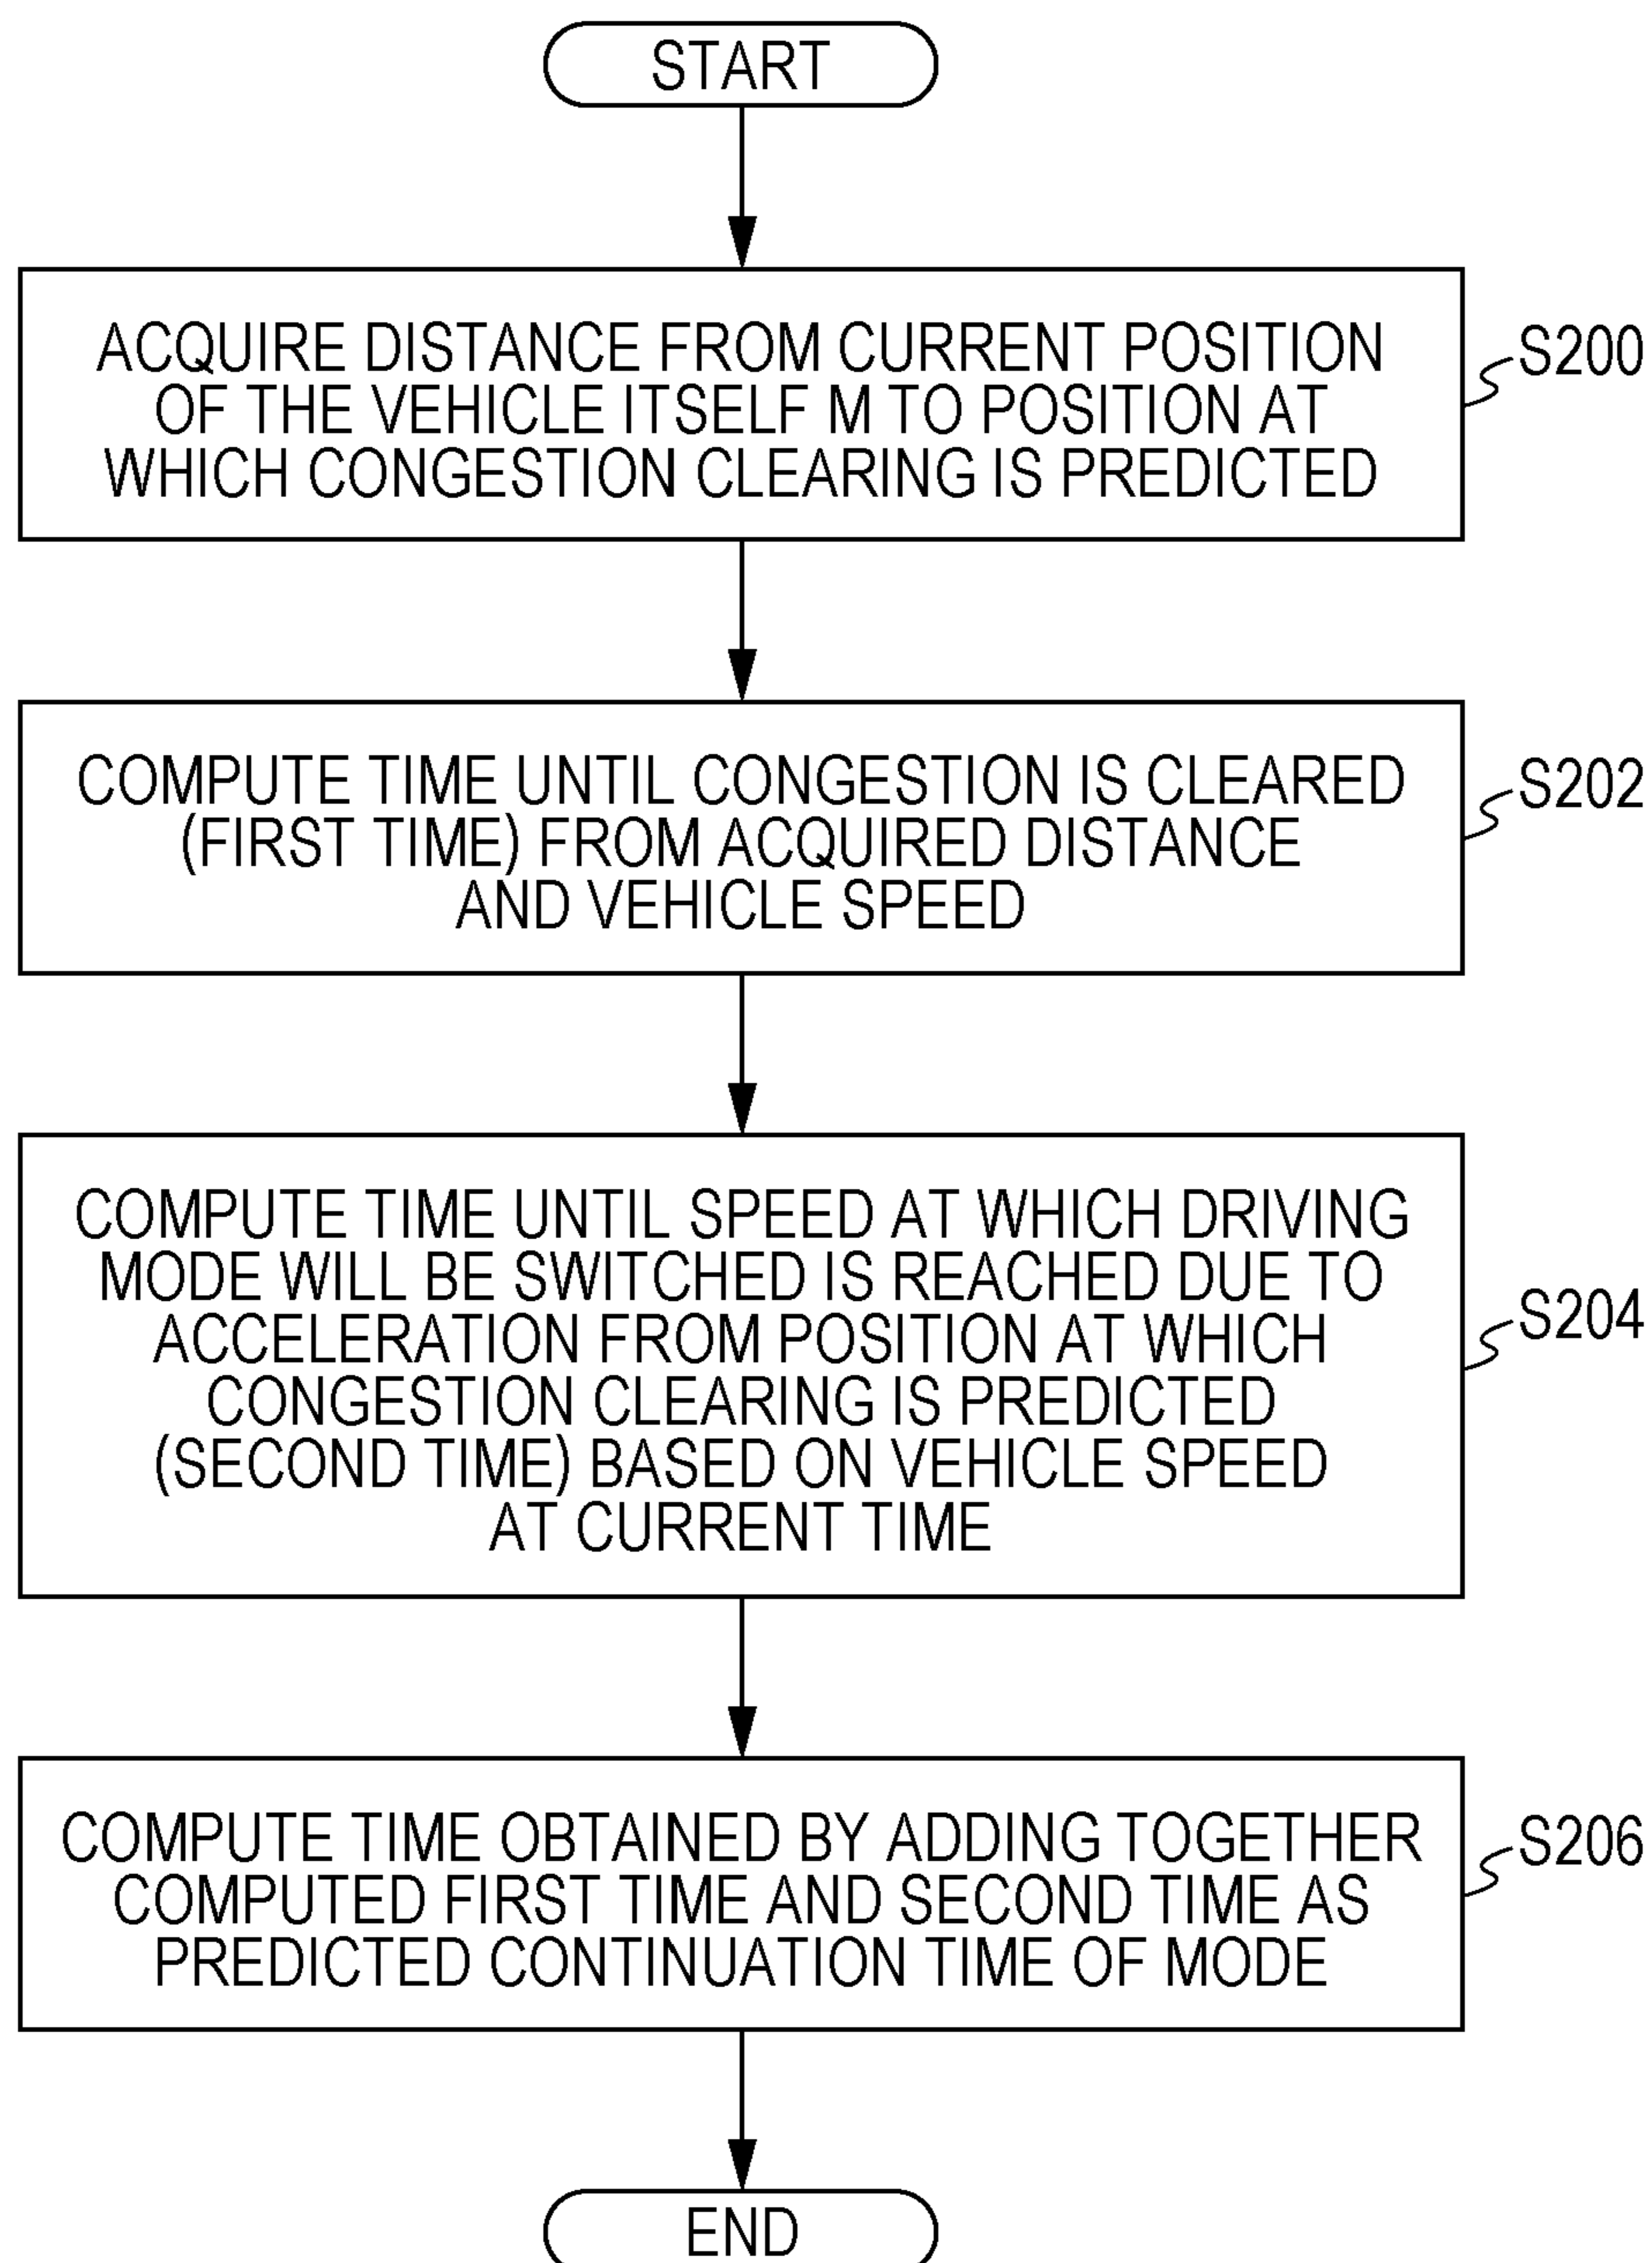 START
ACQUIRE DISTANCE FROM CURRENT POSITION
OF THE VEHICLE ITSELF M TO POSITION AT
WHICH CONGESTION CLEARING IS PREDICTED
S200
COMPUTE TIME UNTIL CONGESTION IS CLEARED
(FIRST TIME) FROM ACQUIRED DISTANCE
AND VEHICLE SPEED
S202
COMPUTE TIME UNTIL SPEED AT WHICH DRIVING
MODE WILL BE SWITCHED IS REACHED DUE TO
ACCELERATION FROM POSITION AT WHICH
CONGESTION CLEARING IS PREDICTED
(SECOND TIME) BASED ON VEHICLE SPEED
AT CURRENT TIME
S204
COMPUTE TIME OBTAINED BY ADDING TOGETHER
COMPUTED FIRST TIME AND SECOND TIME AS
PREDICTED CONTINUATION TIME OF MODE
S206
END